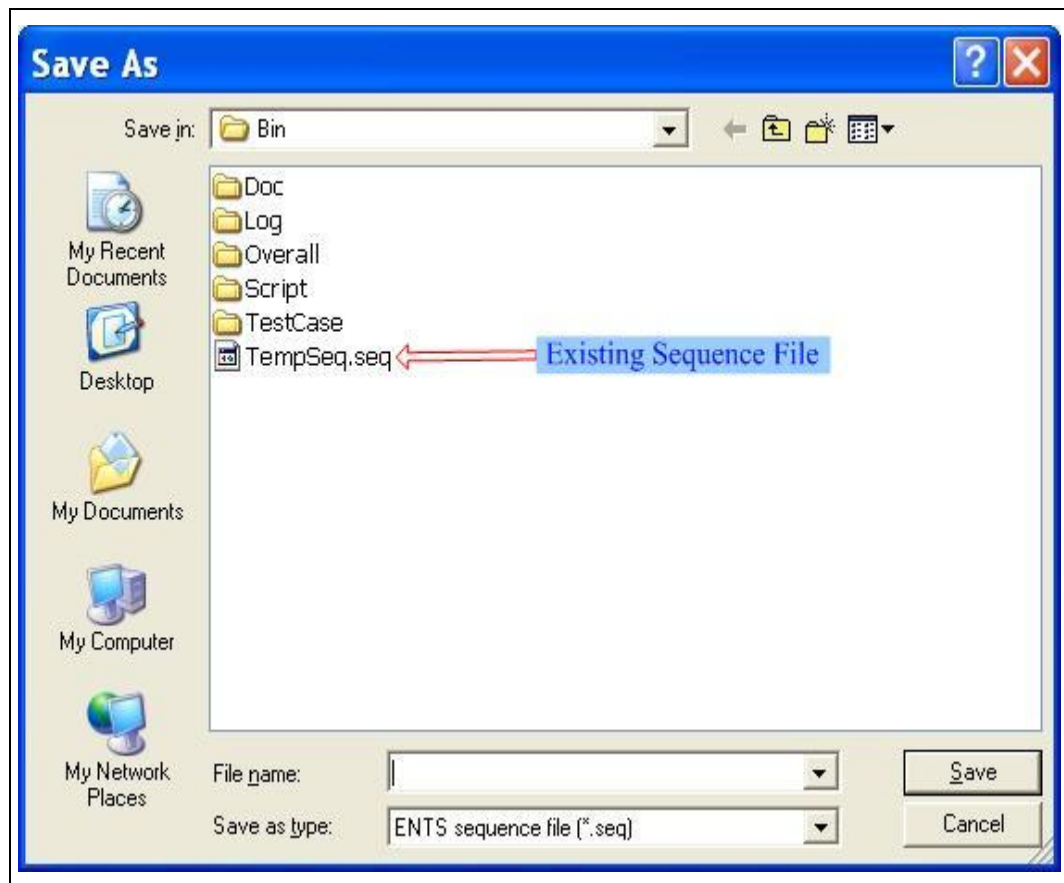 Save As
Save in:
Bin
My Recent
Documents
Desktop
My Documents
My Computer
My Network
Places
Doc
Log
Overall
Script
TestCase
TempSeq.seq
Existing Sequence File
File name:
Save
Save as type:
ENTS sequence file (*.seq)
Cancel